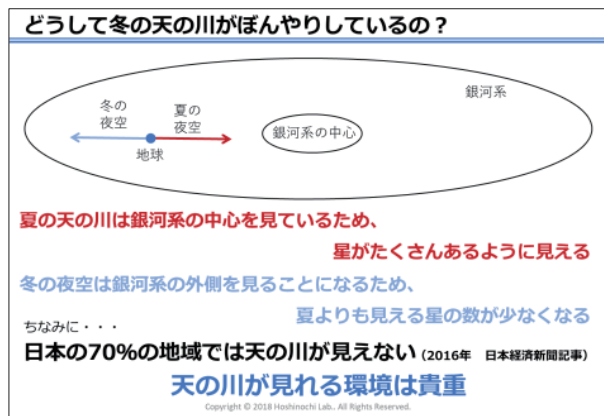 どうして冬の天の川がぼんやりしているの？
銀河系
冬の
夜空
夏の
夜空
銀河系の中心
地球
夏の天の川は銀河系の中心を見ているため、
星がたくさんあるように見える
冬の夜空は銀河系の外側を見ることになるため、
夏よりも見える星の数が少なくなる
ちなみに・・・
日本の70%の地域では天の川が見えない（2016年　日本経済新聞記事）
天の川が見れる環境は貴重
Copyright © 2018 Hoshinochi Lab.. All Rights Reserved.